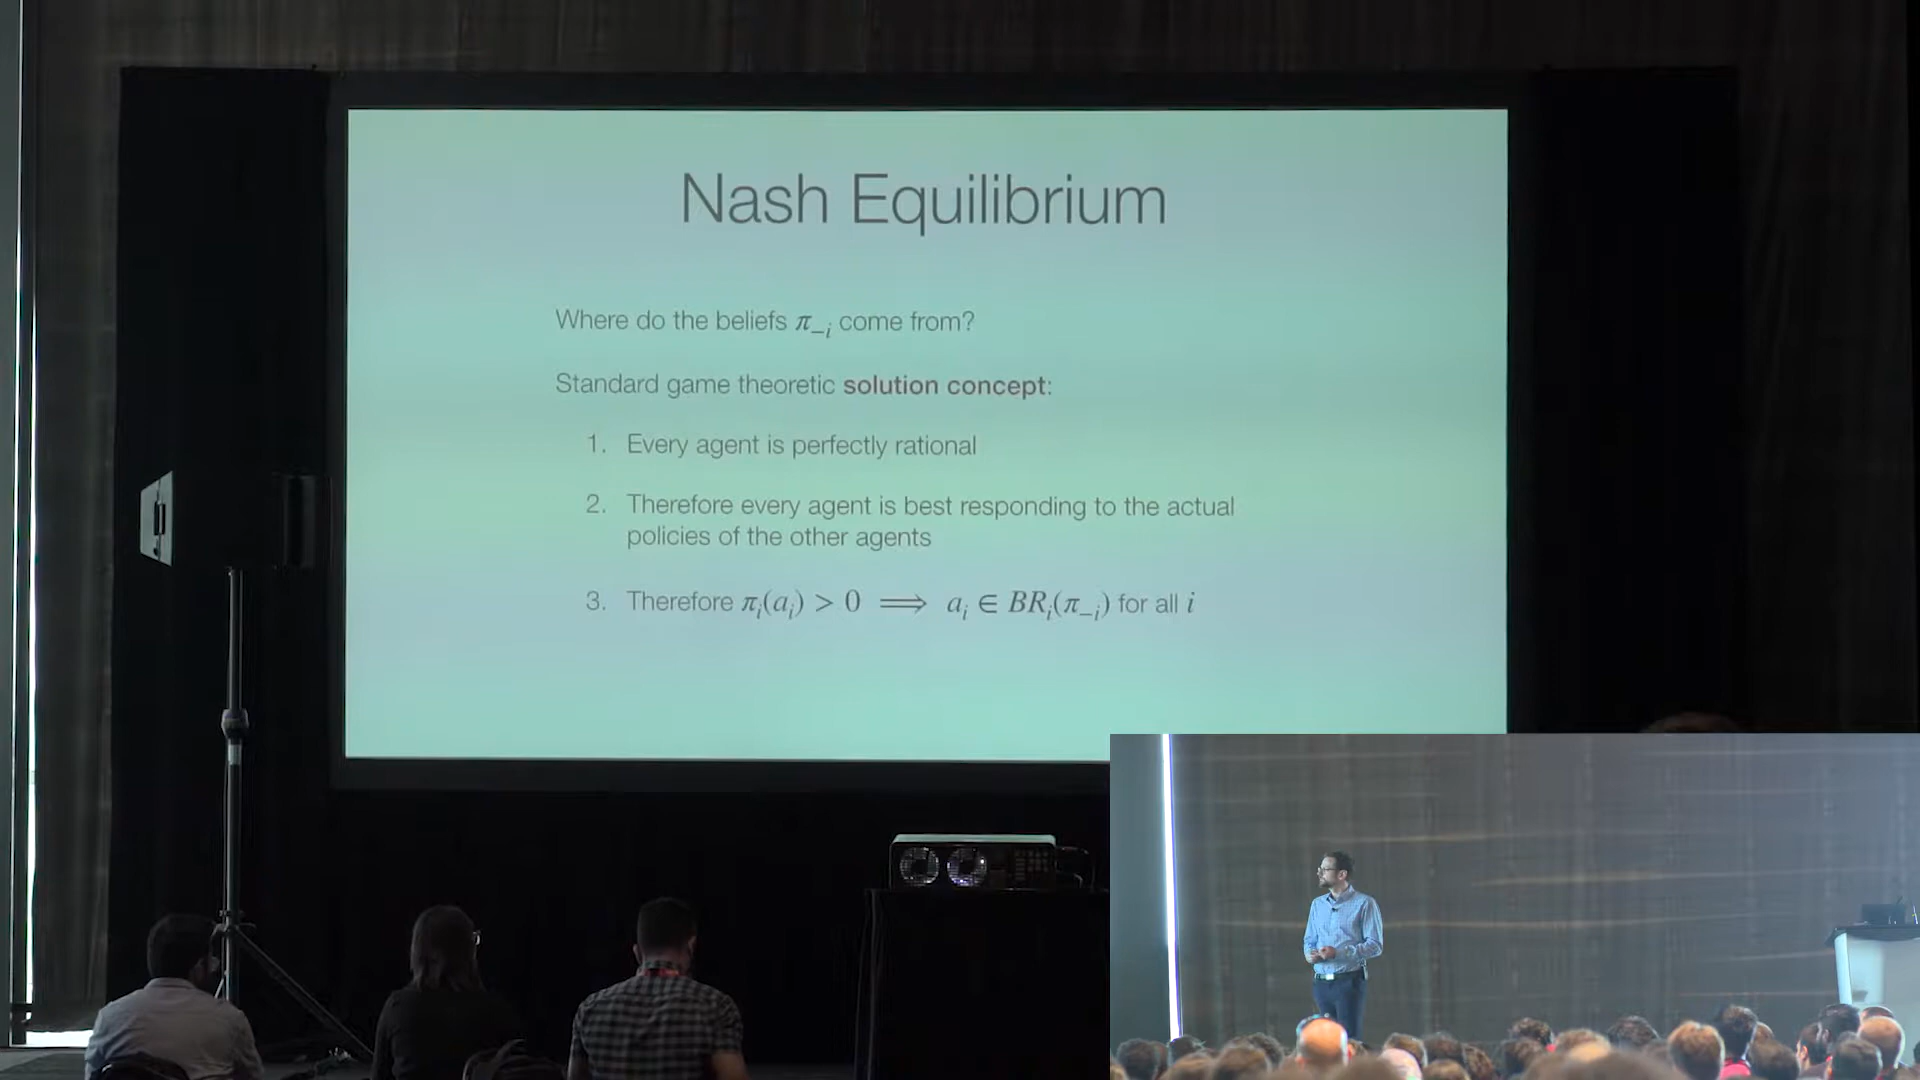 Nash Equilibrium
Where do the beliefs π₋ᵢ come from?
Standard game theoretic solution concept:
1. Every agent is perfectly rational
2. Therefore every agent is best responding to the actual
policies of the other agents
3. Therefore πᵢ(aᵢ) > 0 ⟹ aᵢ ∈ BRᵢ(π₋ᵢ) for all i